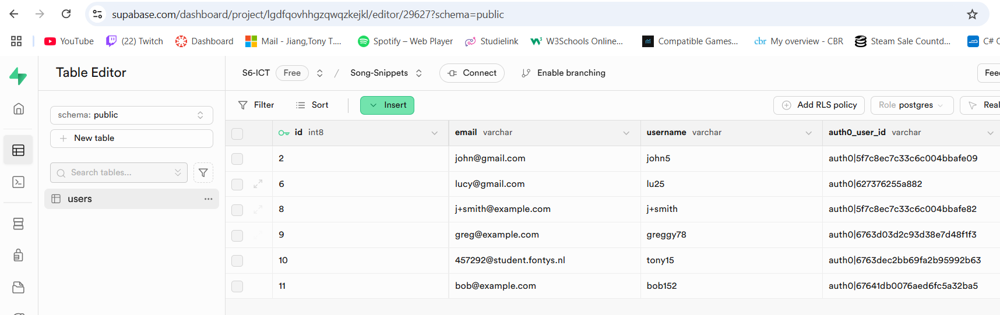 supabase.com/dashboard/project/lgdfqovhhgzqwqzkejkl/editor/29627?schema=public
YouTube (22) Twitch Dashboard Mail - Jiang,Tony T.... Spotify – Web Player Studielink W3Schools Online... Compatible Games... cbr My overview - CBR Steam Sale Countd... C# C
Table Editor S6-ICT Free / Song-Snippets Connect Enable branching Feed
Filter Sort Insert Add RLS policy Role postgres Real
schema: public
New table
Search tables...
users
id int8 email varchar username varchar auth0_user_id varchar
2 john@gmail.com john5 auth0|5f7c8ec7c33c6c004bbafe09
6 lucy@gmail.com lu25 auth0|627376255a882
8 j+smith@example.com j+smith auth0|5f7c8ec7c33c6c004bbafe82
9 greg@example.com greggy78 auth0|6763d03d2c93d38e7d48f1f3
10 457292@student.fontys.nl tony15 auth0|6763dec2bb69fa2b95992b63
11 bob@example.com bob152 auth0|67641db0076aed6fc5a32ba5